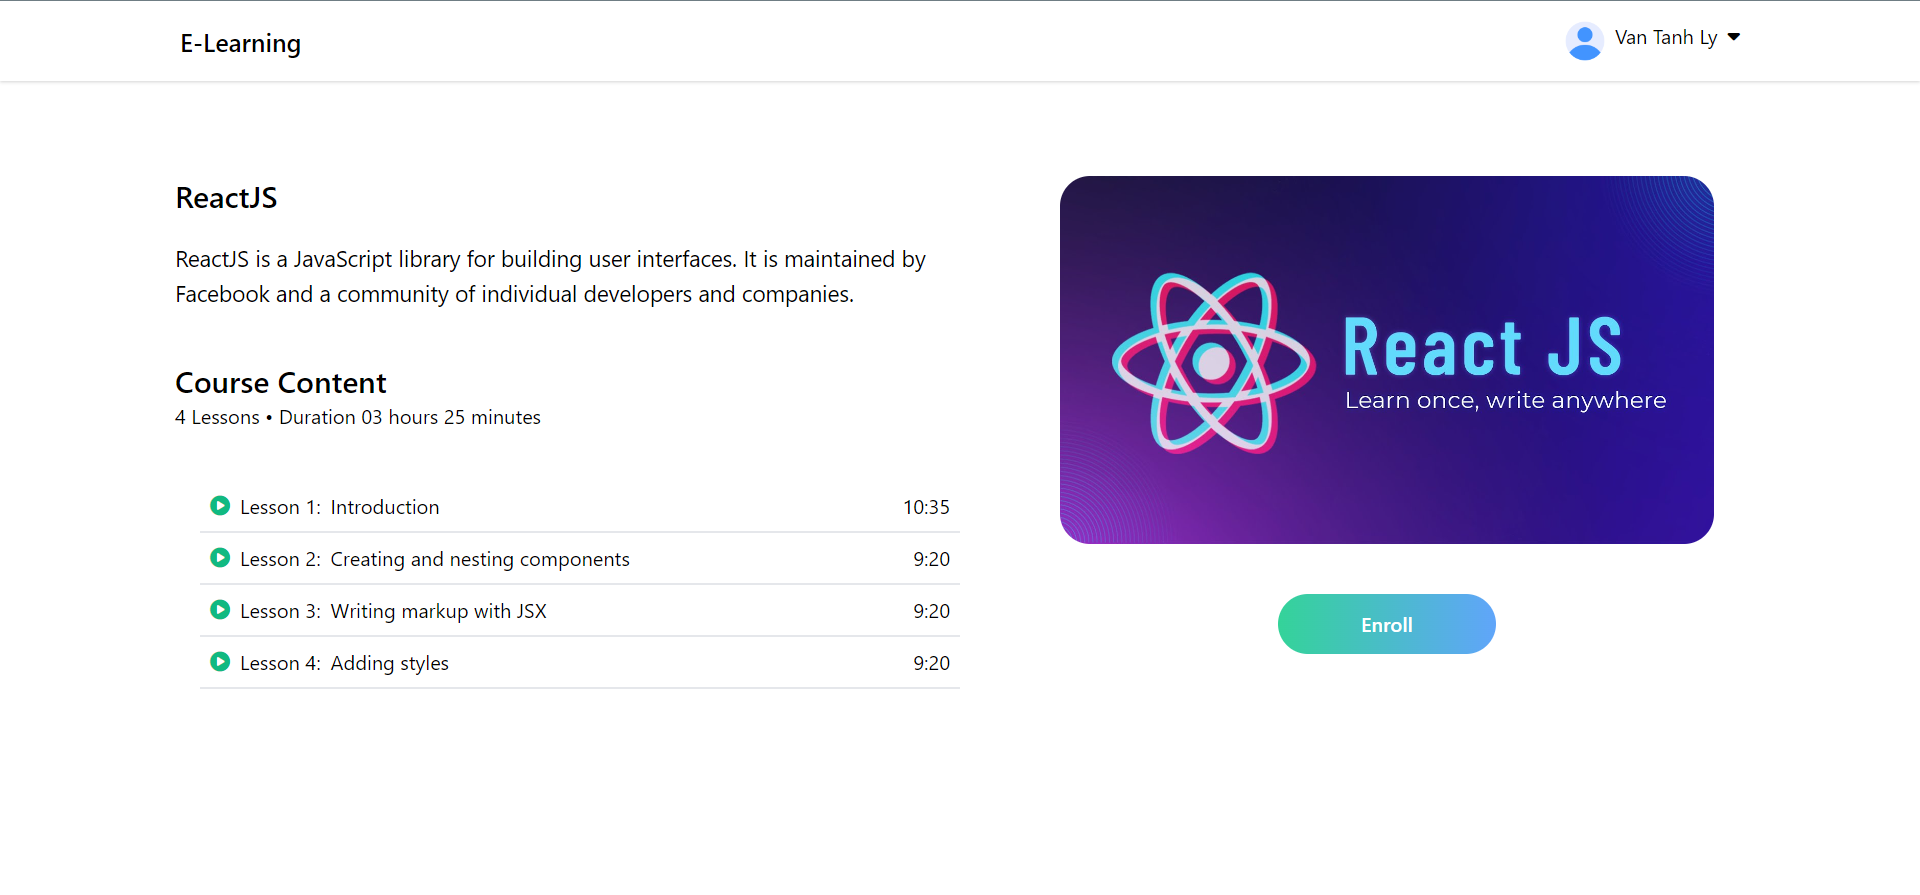 E-Learning
Van Tanh Ly
ReactJS
ReactJS is a JavaScript library for building user interfaces. It is maintained by
Facebook and a community of individual developers and companies.
Course Content
4 Lessons • Duration 03 hours 25 minutes
Lesson 1: Introduction 10:35
Lesson 2: Creating and nesting components 9:20
Lesson 3: Writing markup with JSX 9:20
Lesson 4: Adding styles 9:20
React JS
Learn once, write anywhere
Enroll